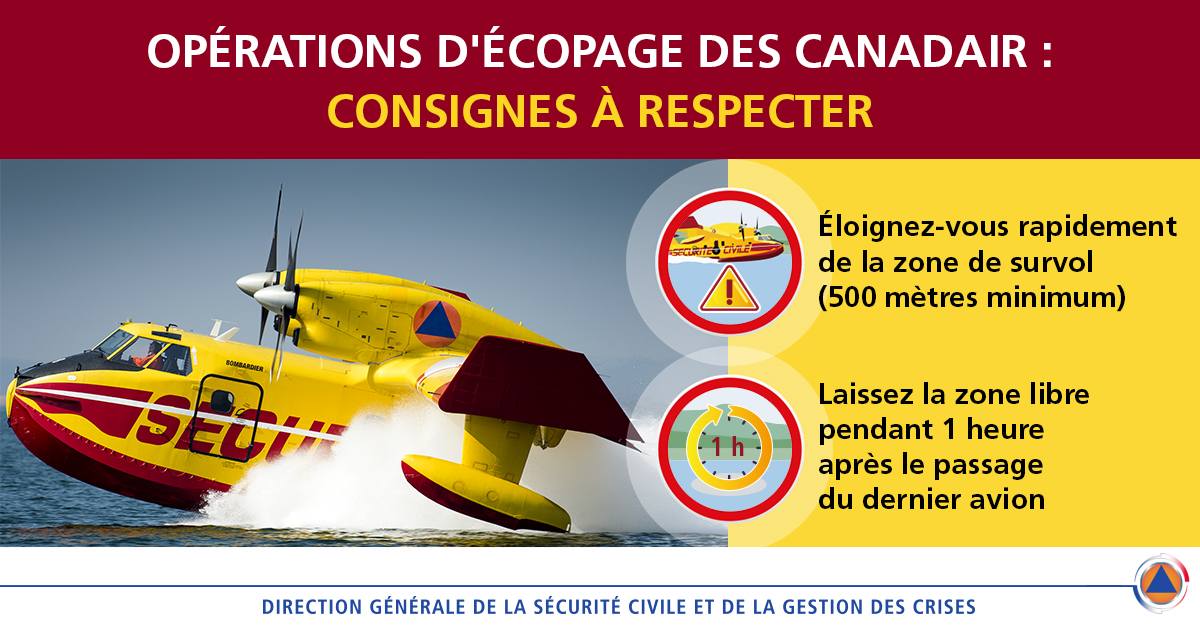 OPÉRATIONS D'ÉCOPAGE DES CANADAIR :
CONSIGNES À RESPECTER
BOMBARDIER
SÉCUR
SÉCURITÉ CIVILE
Éloignez-vous rapidement
de la zone de survol
(500 mètres minimum)
1 h
Laissez la zone libre
pendant 1 heure
après le passage
du dernier avion
DIRECTION GÉNÉRALE DE LA SÉCURITÉ CIVILE ET DE LA GESTION DES CRISES